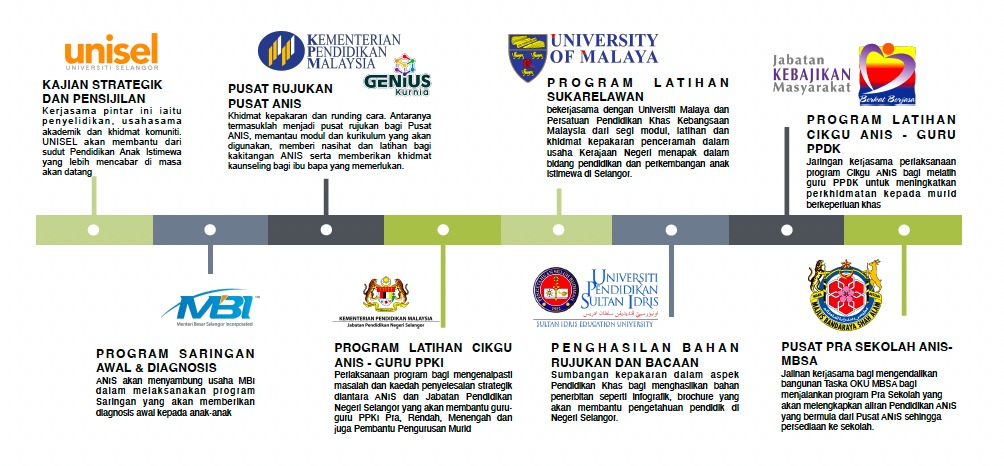 unisel
UNIVERSITI SELANGOR
KAJIAN STRATEGIK
DAN PENSIJILAN
Kerjasama pintar ini iaitu
penyelidikan, usahasama
akademik dan khidmat komuniti.
UNISEL akan membantu dari
sudut Pendidikan Anak Istimewa
yang lebih mencabar di masa
akan datang
KEMENTERIAN
PENDIDIKAN
MALAYSIA
GENIUS
Kurnia
PUSAT RUJUKAN
PUSAT ANIS
Khidmat kepakaran dan runding cara. Antaranya
termasuklah menjadi pusat rujukan bagi Pusat
ANIS, memantau modul dan kurikulum yang akan
digunakan, memberi nasihat dan latihan bagi
kakitangan ANIS serta memberikan khidmat
kaunseling bagi ibu bapa yang memerlukan.
UNIVERSITY
OF MALAYA
PROGRAM LATIHAN
SUKARELAWAN
bekerjasama dengan Universiti Malaya dan
Persatuan Pendidikan Khas Kebangsaan
Malaysia dari segi modul, latihan dan
khidmat kepakaran penceramah dalam
usaha Kerajaan Negeri menapak dalam
bidang pendidikan dan perkembangan anak
istimewa di Selangor.
Jabatan
KEBAJIKAN
Masyarakat
Berkat Berjasa
PROGRAM LATIHAN
CIKGU ANIS - GURU
PPDK
Jaringan kerjasama perlaksanaan
program Cikgu ANIS bagi melatih
guru PPDK untuk meningkatkan
perkhidmatan kepada murid
berkeperluan khas
MBI
Menteri Besar Selangor Incorporated
PROGRAM SARINGAN
AWAL & DIAGNOSIS
ANIS akan menyambung usaha MBI
dalam melaksanakan program
Saringan yang akan memberikan
diagnosis awal kepada anak-anak
KEMENTERIAN PENDIDIKAN MALAYSIA
Jabatan Pendidikan Negeri Selangor
PROGRAM LATIHAN CIKGU
ANIS - GURU PPKI
Perlaksanaan program bagi mengenalpasti
masalah dan kaedah penyelesaian strategik
diantara ANIS dan Jabatan Pendidikan
Negeri Selangor yang akan membantu guru-
guru PPKI Pra, Rendah, Menengah dan
juga Pembantu Pengurusan Murid
UNIVERSITI
PENDIDIKAN
SULTAN IDRIS
اونيۏرسيتي ڤنديديقن سلطان ادريس
SULTAN IDRIS EDUCATION UNIVERSITY
PENGHASILAN BAHAN
RUJUKAN DAN BACAAN
Sumbangan kepakaran dalam aspek
Pendidikan Khas bagi menghasilkan bahan
penerbitan seperti infografik, brochure yang
akan membantu pengetahuan pendidik di
Negeri Selangor.
MAJLIS BANDARAYA SHAH ALAM
PUSAT PRA SEKOLAH ANIS-
MBSA
Jalinan kerjasama bagi mengendalikan
bangunan Taska OKU MBSA bagi
menjalankan program Pra Sekolah yang
akan melengkapkan aliran Pendidikan ANIS
yang bermula dari Pusat ANIS sehingga
persediaan ke sekolah.